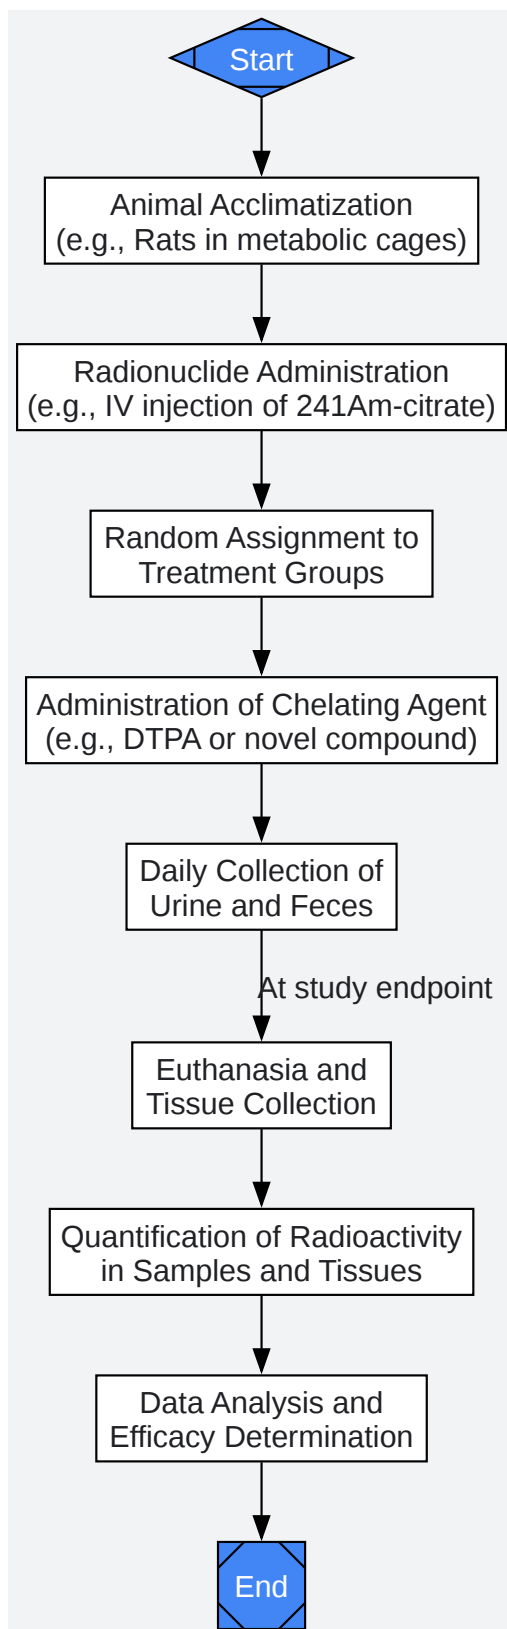 Start
Animal Acclimatization
(e.g., Rats in metabolic cages)
Radionuclide Administration
(e.g., IV injection of 241Am-citrate)
Random Assignment to
Treatment Groups
Administration of Chelating Agent
(e.g., DTPA or novel compound)
Daily Collection of
Urine and Feces
At study endpoint
Euthanasia and
Tissue Collection
Quantification of Radioactivity
in Samples and Tissues
Data Analysis and
Efficacy Determination
End